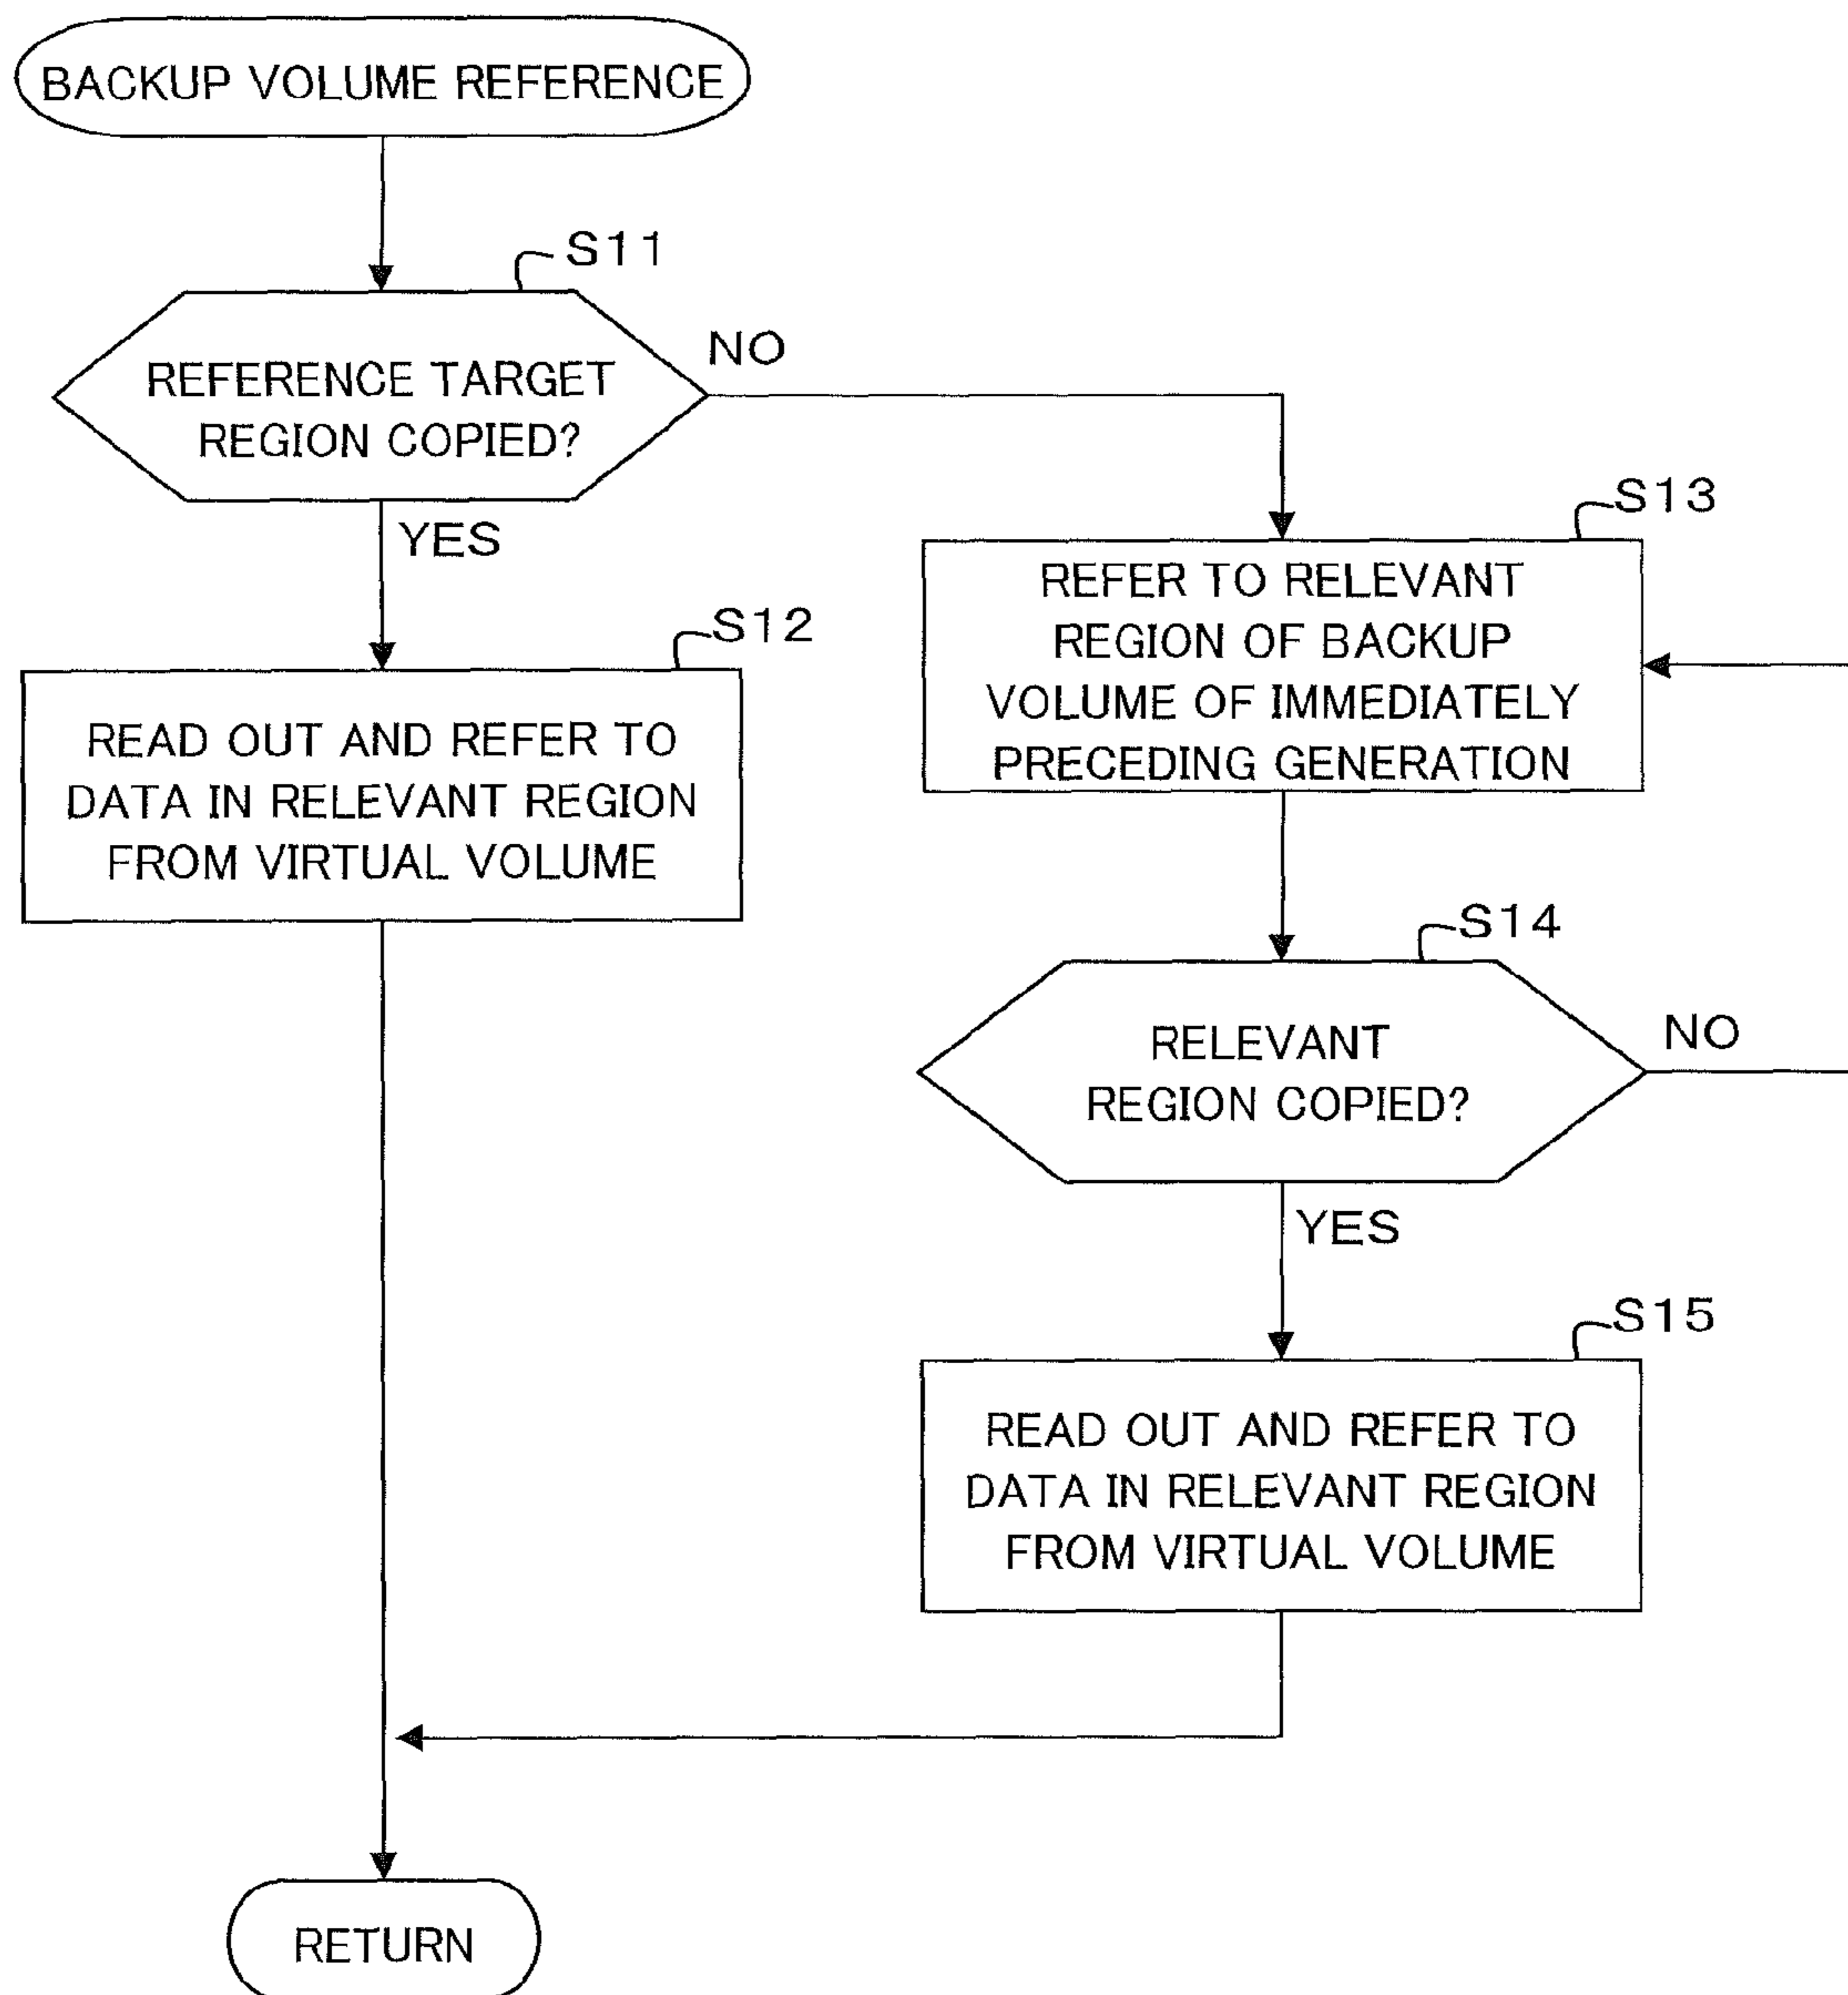 BACKUP VOLUME REFERENCE
S11
REFERENCE TARGET
REGION COPIED?
NO
YES
S12
READ OUT AND REFER TO
DATA IN RELEVANT REGION
FROM VIRTUAL VOLUME
S13
REFER TO RELEVANT
REGION OF BACKUP
VOLUME OF IMMEDIATELY
PRECEDING GENERATION
S14
RELEVANT
REGION COPIED?
NO
YES
S15
READ OUT AND REFER TO
DATA IN RELEVANT REGION
FROM VIRTUAL VOLUME
RETURN